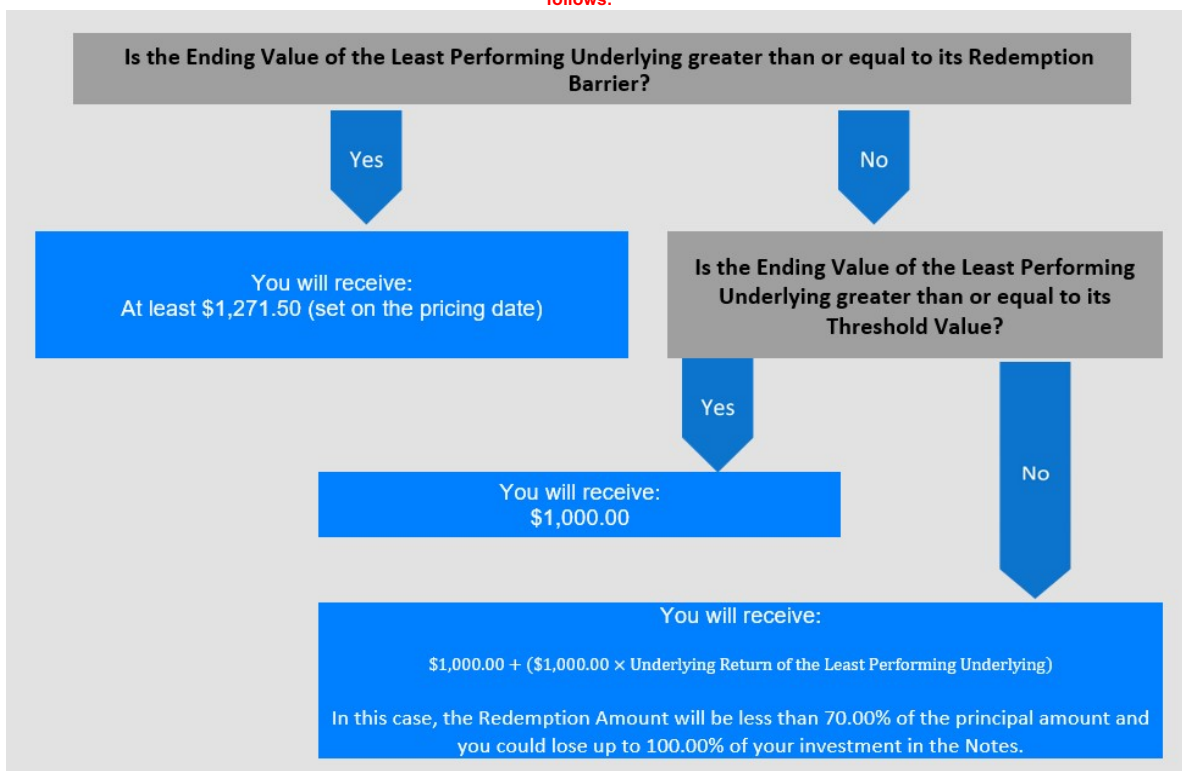 follows:
Is the Ending Value of the Least Performing Underlying greater than or equal to its Redemption
Barrier?
Yes
No
You will receive:
At least $1,271.50 (set on the pricing date)
Is the Ending Value of the Least Performing
Underlying greater than or equal to its
Threshold Value?
Yes
No
You will receive:
$1,000.00
You will receive:
$1,000.00 + ($1,000.00 × Underlying Return of the Least Performing Underlying)
In this case, the Redemption Amount will be less than 70.00% of the principal amount and
you could lose up to 100.00% of your investment in the Notes.